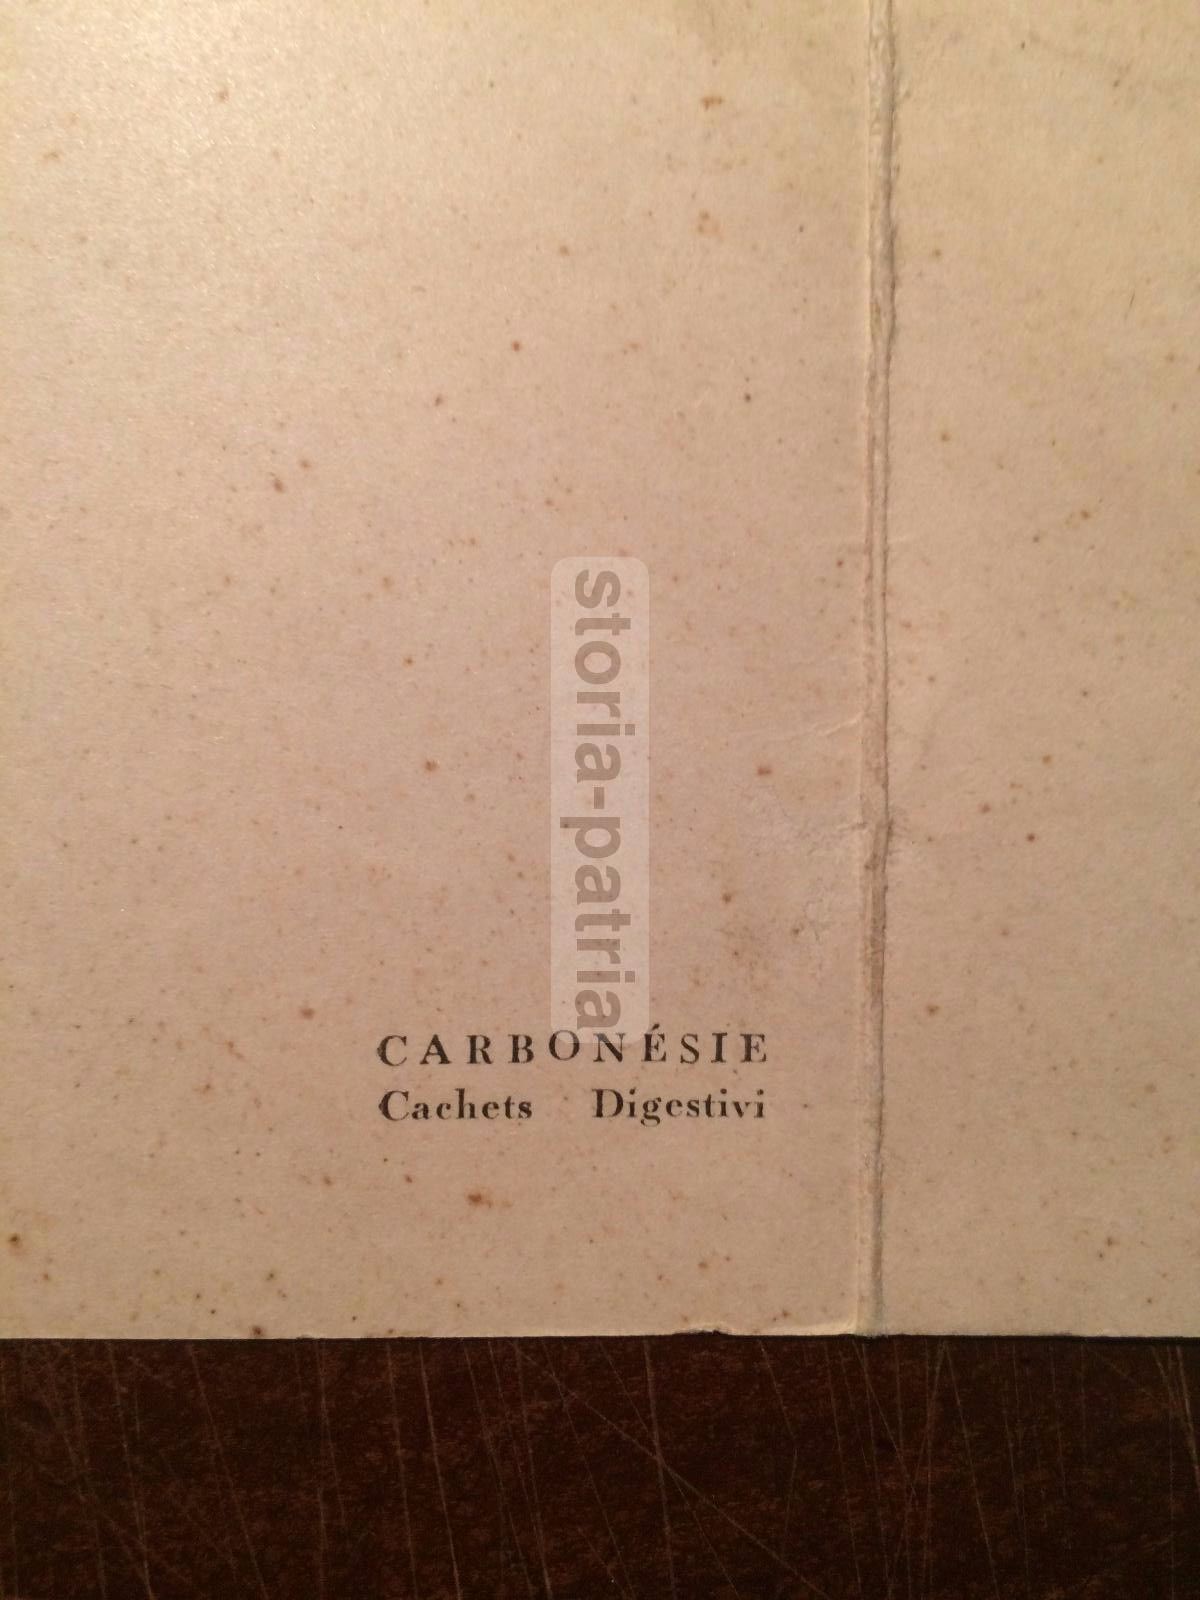 storia-patria
CARBONÉSIE
Cachets Digestivi